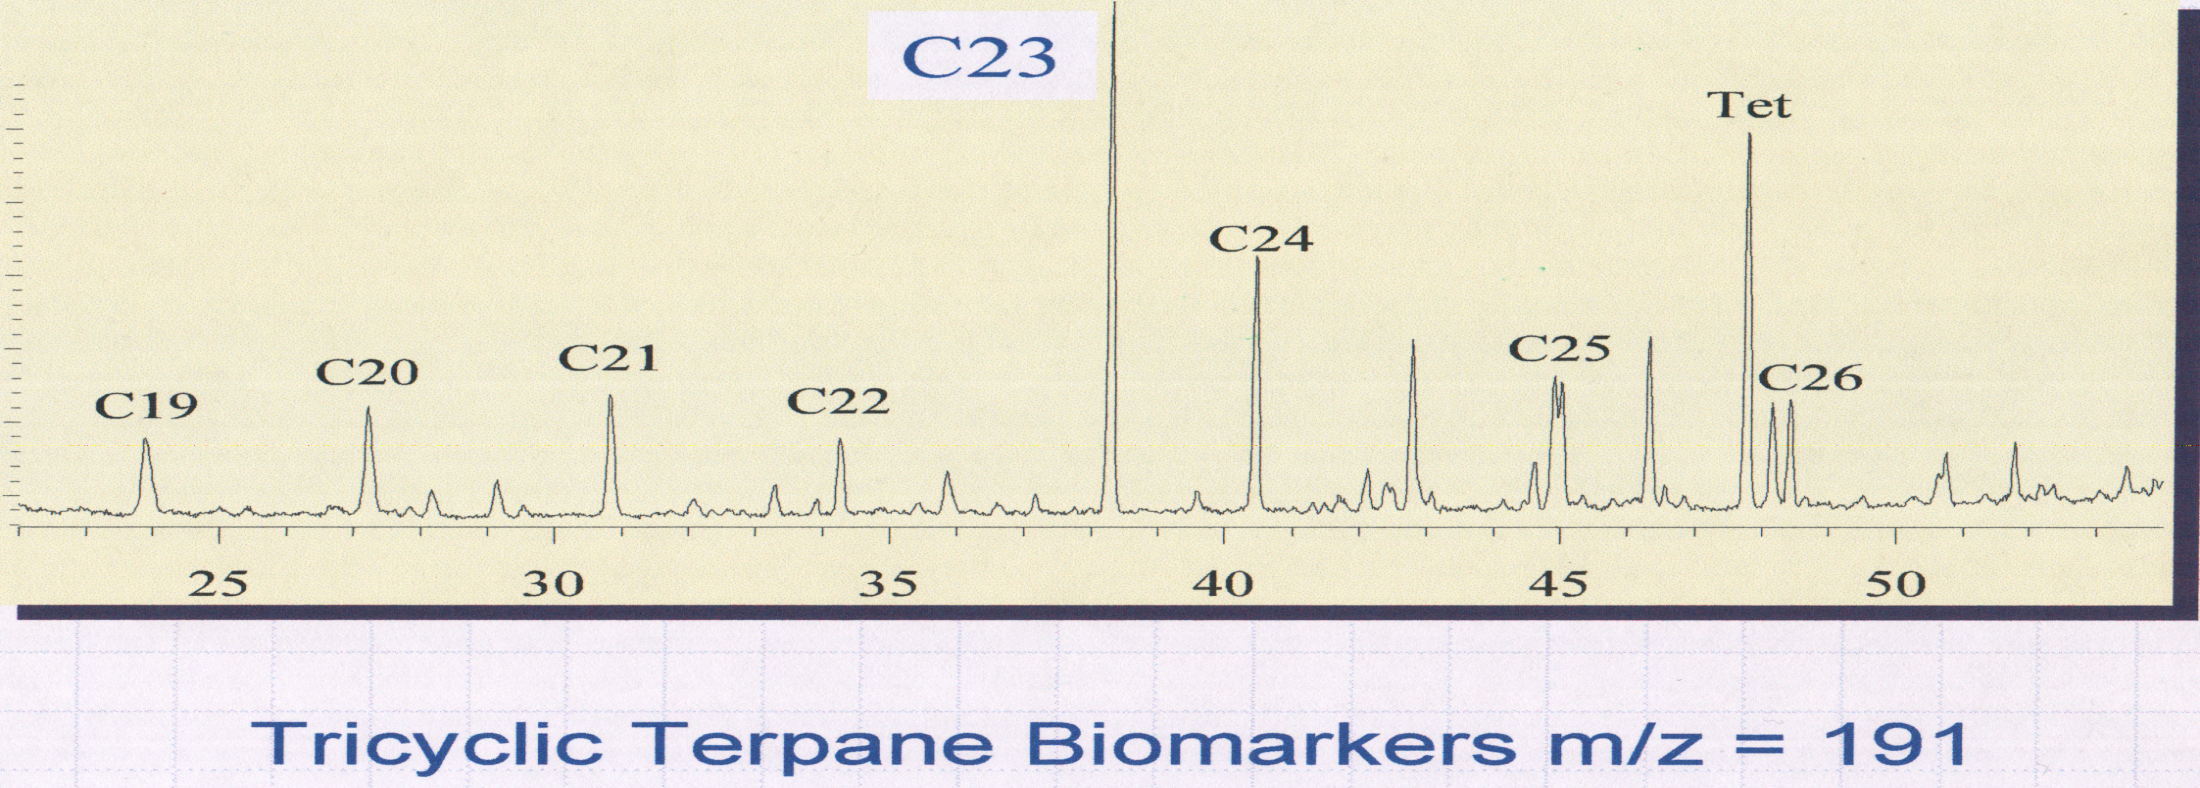 C23
Tet
C24
C25
C21
C20
C26
C22
C19
25 30 35 40 45 50
Tricyclic Terpane Biomarkers m/z = 191